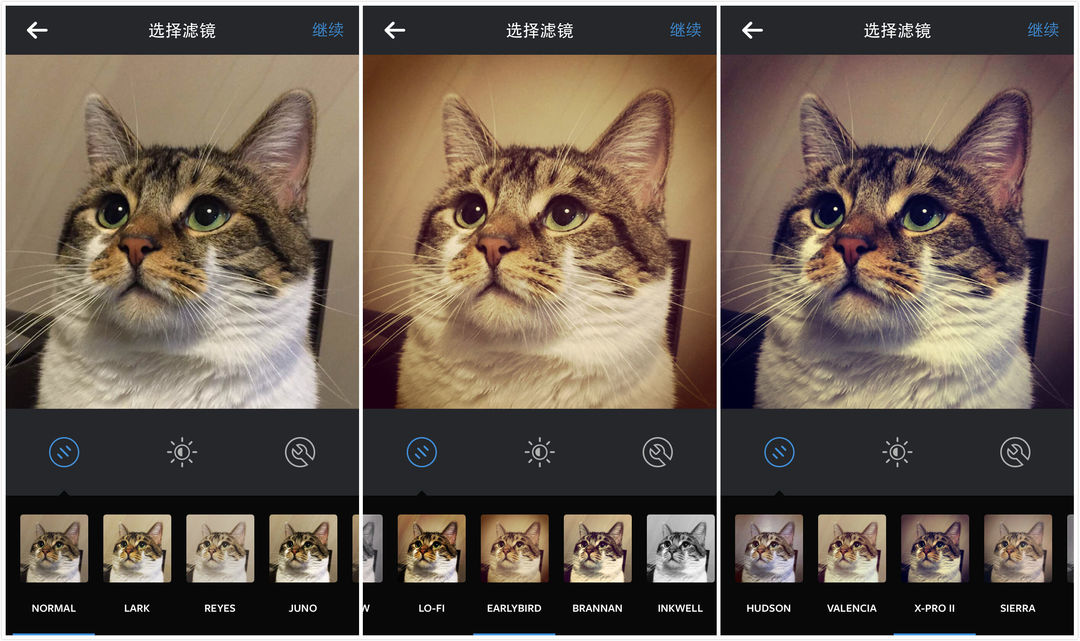 选择滤镜
继续
NORMAL
LARK
REYES
JUNO
选择滤镜
继续
W
LO-FI
EARLYBIRD
BRANNAN
INKWELL
选择滤镜
继续
HUDSON
VALENCIA
X-PRO II
SIERRA